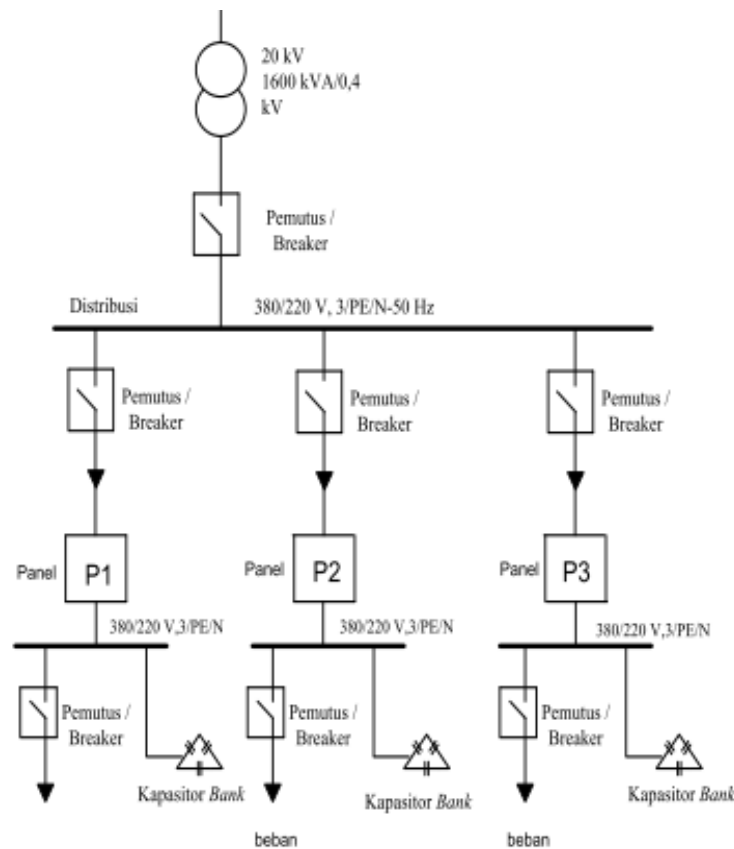 20 kV
1600 kVA/0,4
kV
Pemutus /
Breaker
Distribusi
380/220 V, 3/PE/N-50 Hz
Pemutus /
Breaker
Pemutus /
Breaker
Pemutus /
Breaker
Panel
P1
Panel
P2
Panel
P3
380/220 V,3/PE/N
380/220 V,3/PE/N
380/220 V,3/PE/N
Pemutus /
Breaker
Pemutus /
Breaker
Pemutus /
Breaker
Kapasitor Bank
Kapasitor Bank
Kapasitor Bank
beban
beban